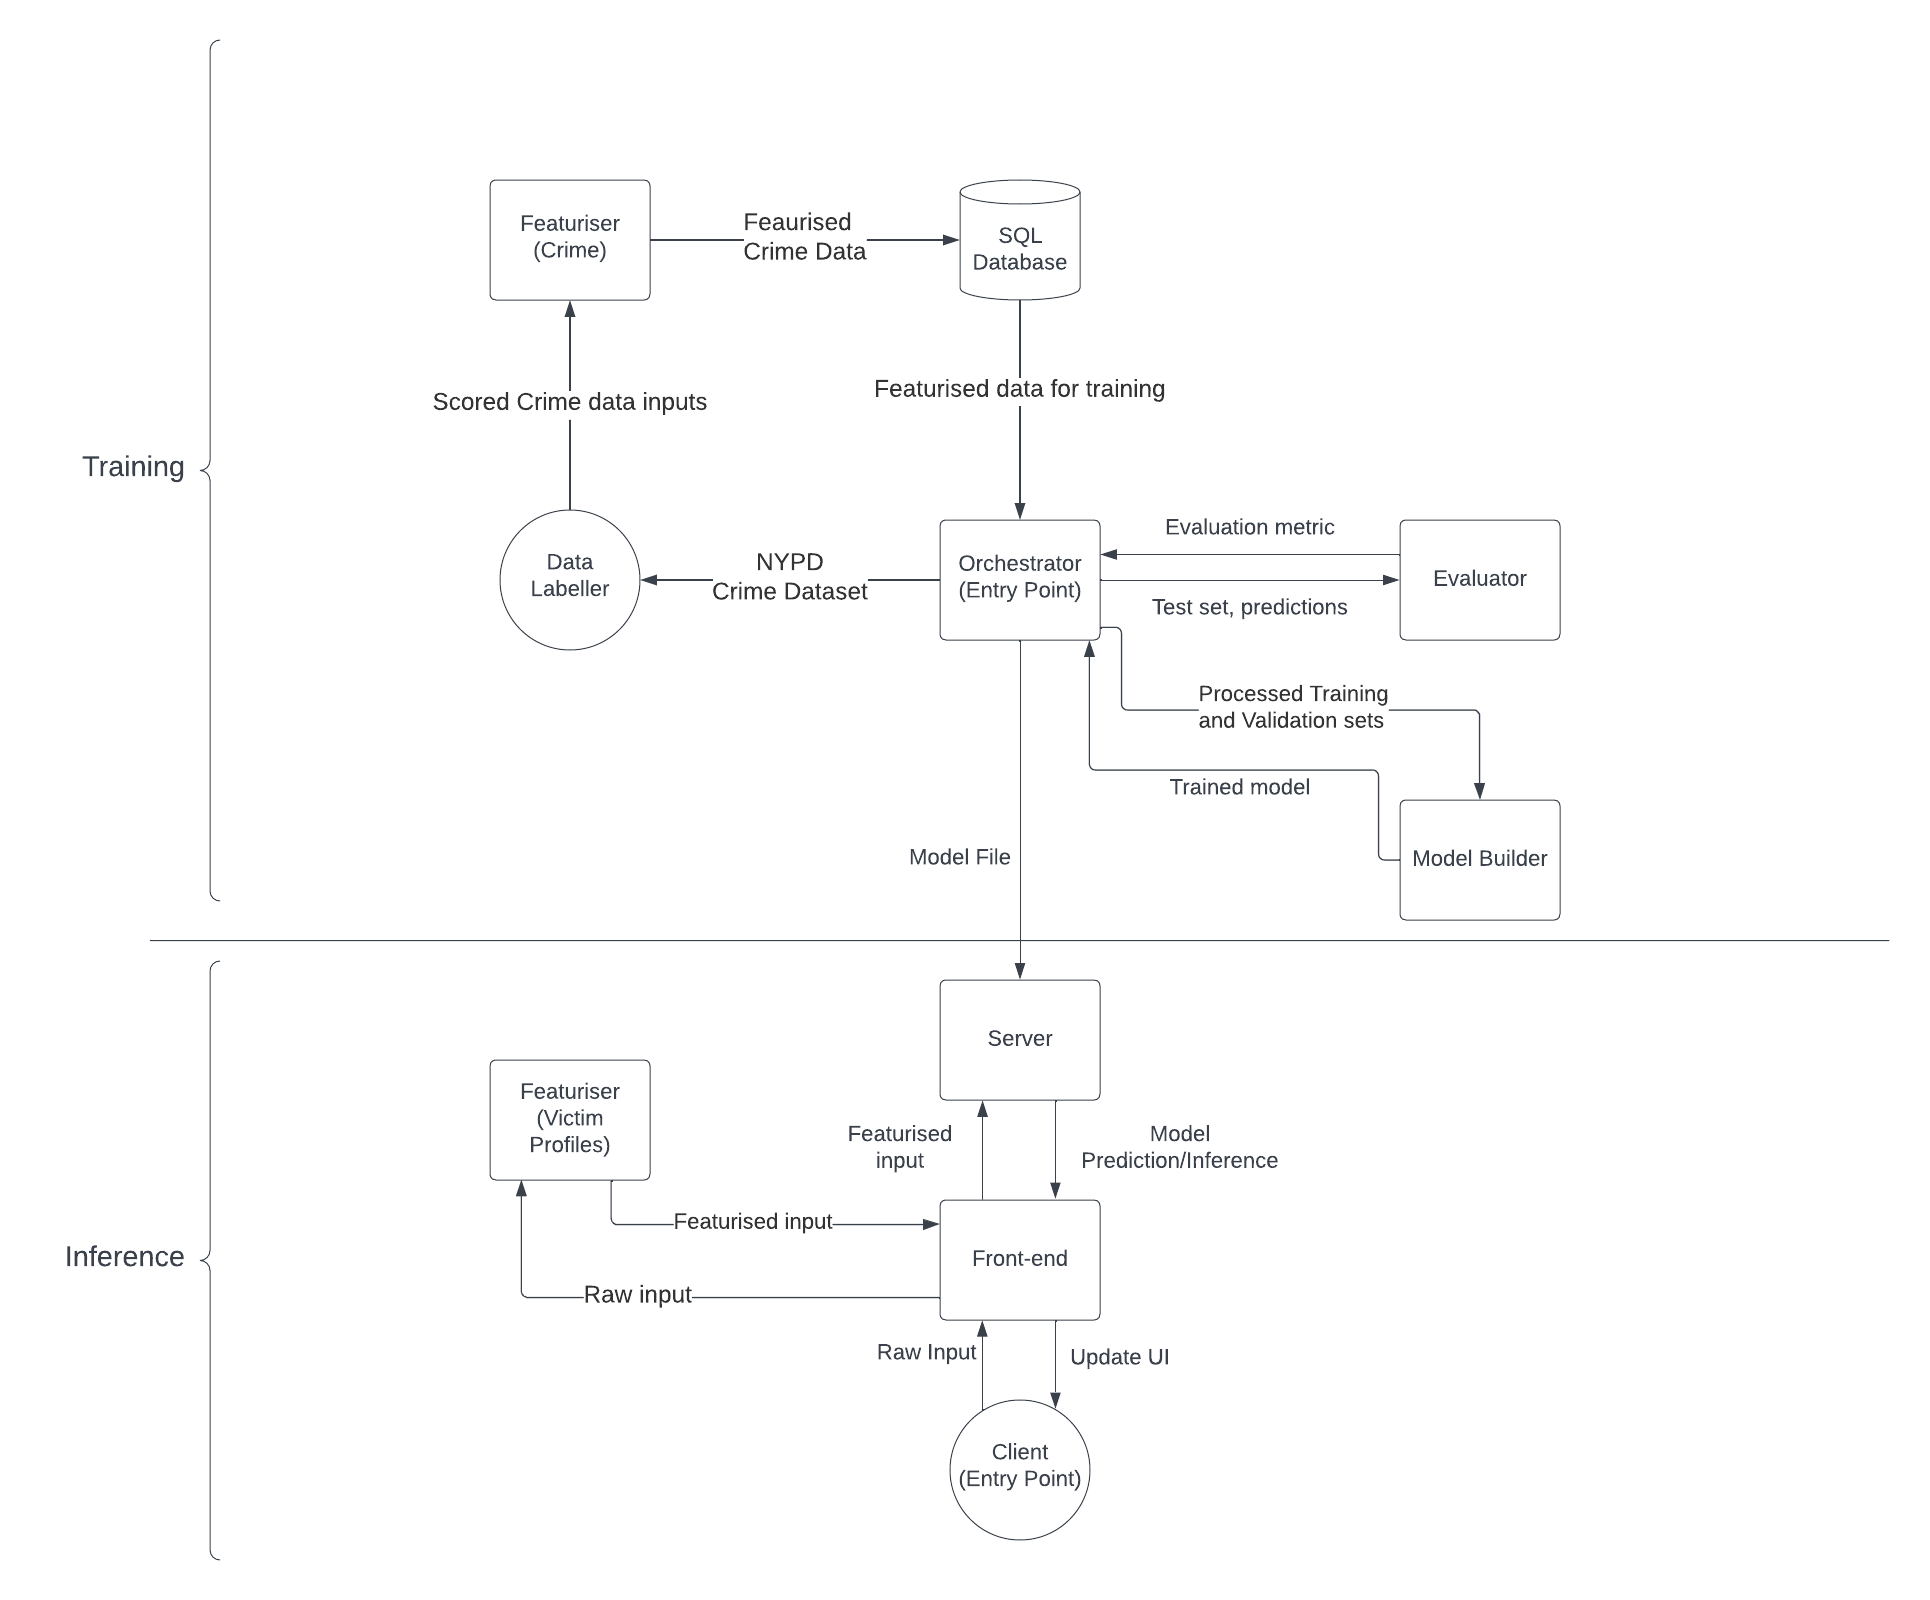 Training
Featuriser
(Crime)
Feaurised
Crime Data
SQL
Database
Scored Crime data inputs
Featurised data for training
Data
Labeller
NYPD
Crime Dataset
Orchestrator
(Entry Point)
Evaluation metric
Test set, predictions
Evaluator
Processed Training
and Validation sets
Trained model
Model Builder
Model File
Inference
Server
Featuriser
(Victim
Profiles)
Featurised
input
Model
Prediction/Inference
Featurised input
Front-end
Raw input
Raw Input
Update UI
Client
(Entry Point)